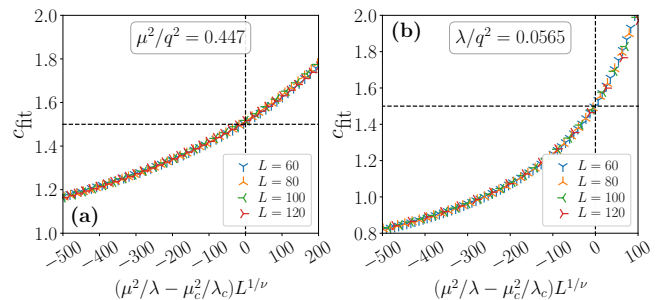 μ²/q² = 0.447
2.0
1.8
1.6
1.4
1.2
1.0
c_fit
(a)
L = 60
L = 80
L = 100
L = 120
-500
-400
-300
-200
-100
0
100
200
(μ²/λ − μ_c²/λ_c)L^{1/ν}
(b)
λ/q² = 0.0565
2.0
1.8
1.6
1.4
1.2
1.0
0.8
c_fit
L = 60
L = 80
L = 100
L = 120
-500
-400
-300
-200
-100
0
100
(μ²/λ − μ_c²/λ_c)L^{1/ν}